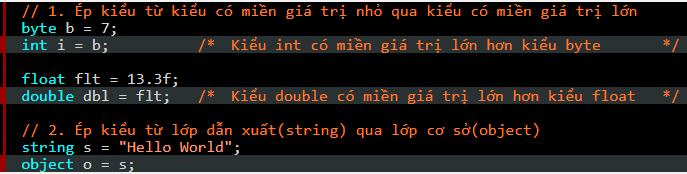 // 1. Ép kiểu từ kiểu có miền giá trị nhỏ qua kiểu có miền giá trị lớn
byte b = 7;
int i = b; /* Kiểu int có miền giá trị lớn hơn kiểu byte */
float flt = 13.3f;
double dbl = flt; /* Kiểu double có miền giá trị lớn hơn kiểu float */
// 2. Ép kiểu từ lớp dẫn xuất(string) qua lớp cơ sở(object)
string s = "Hello World";
object o = s;